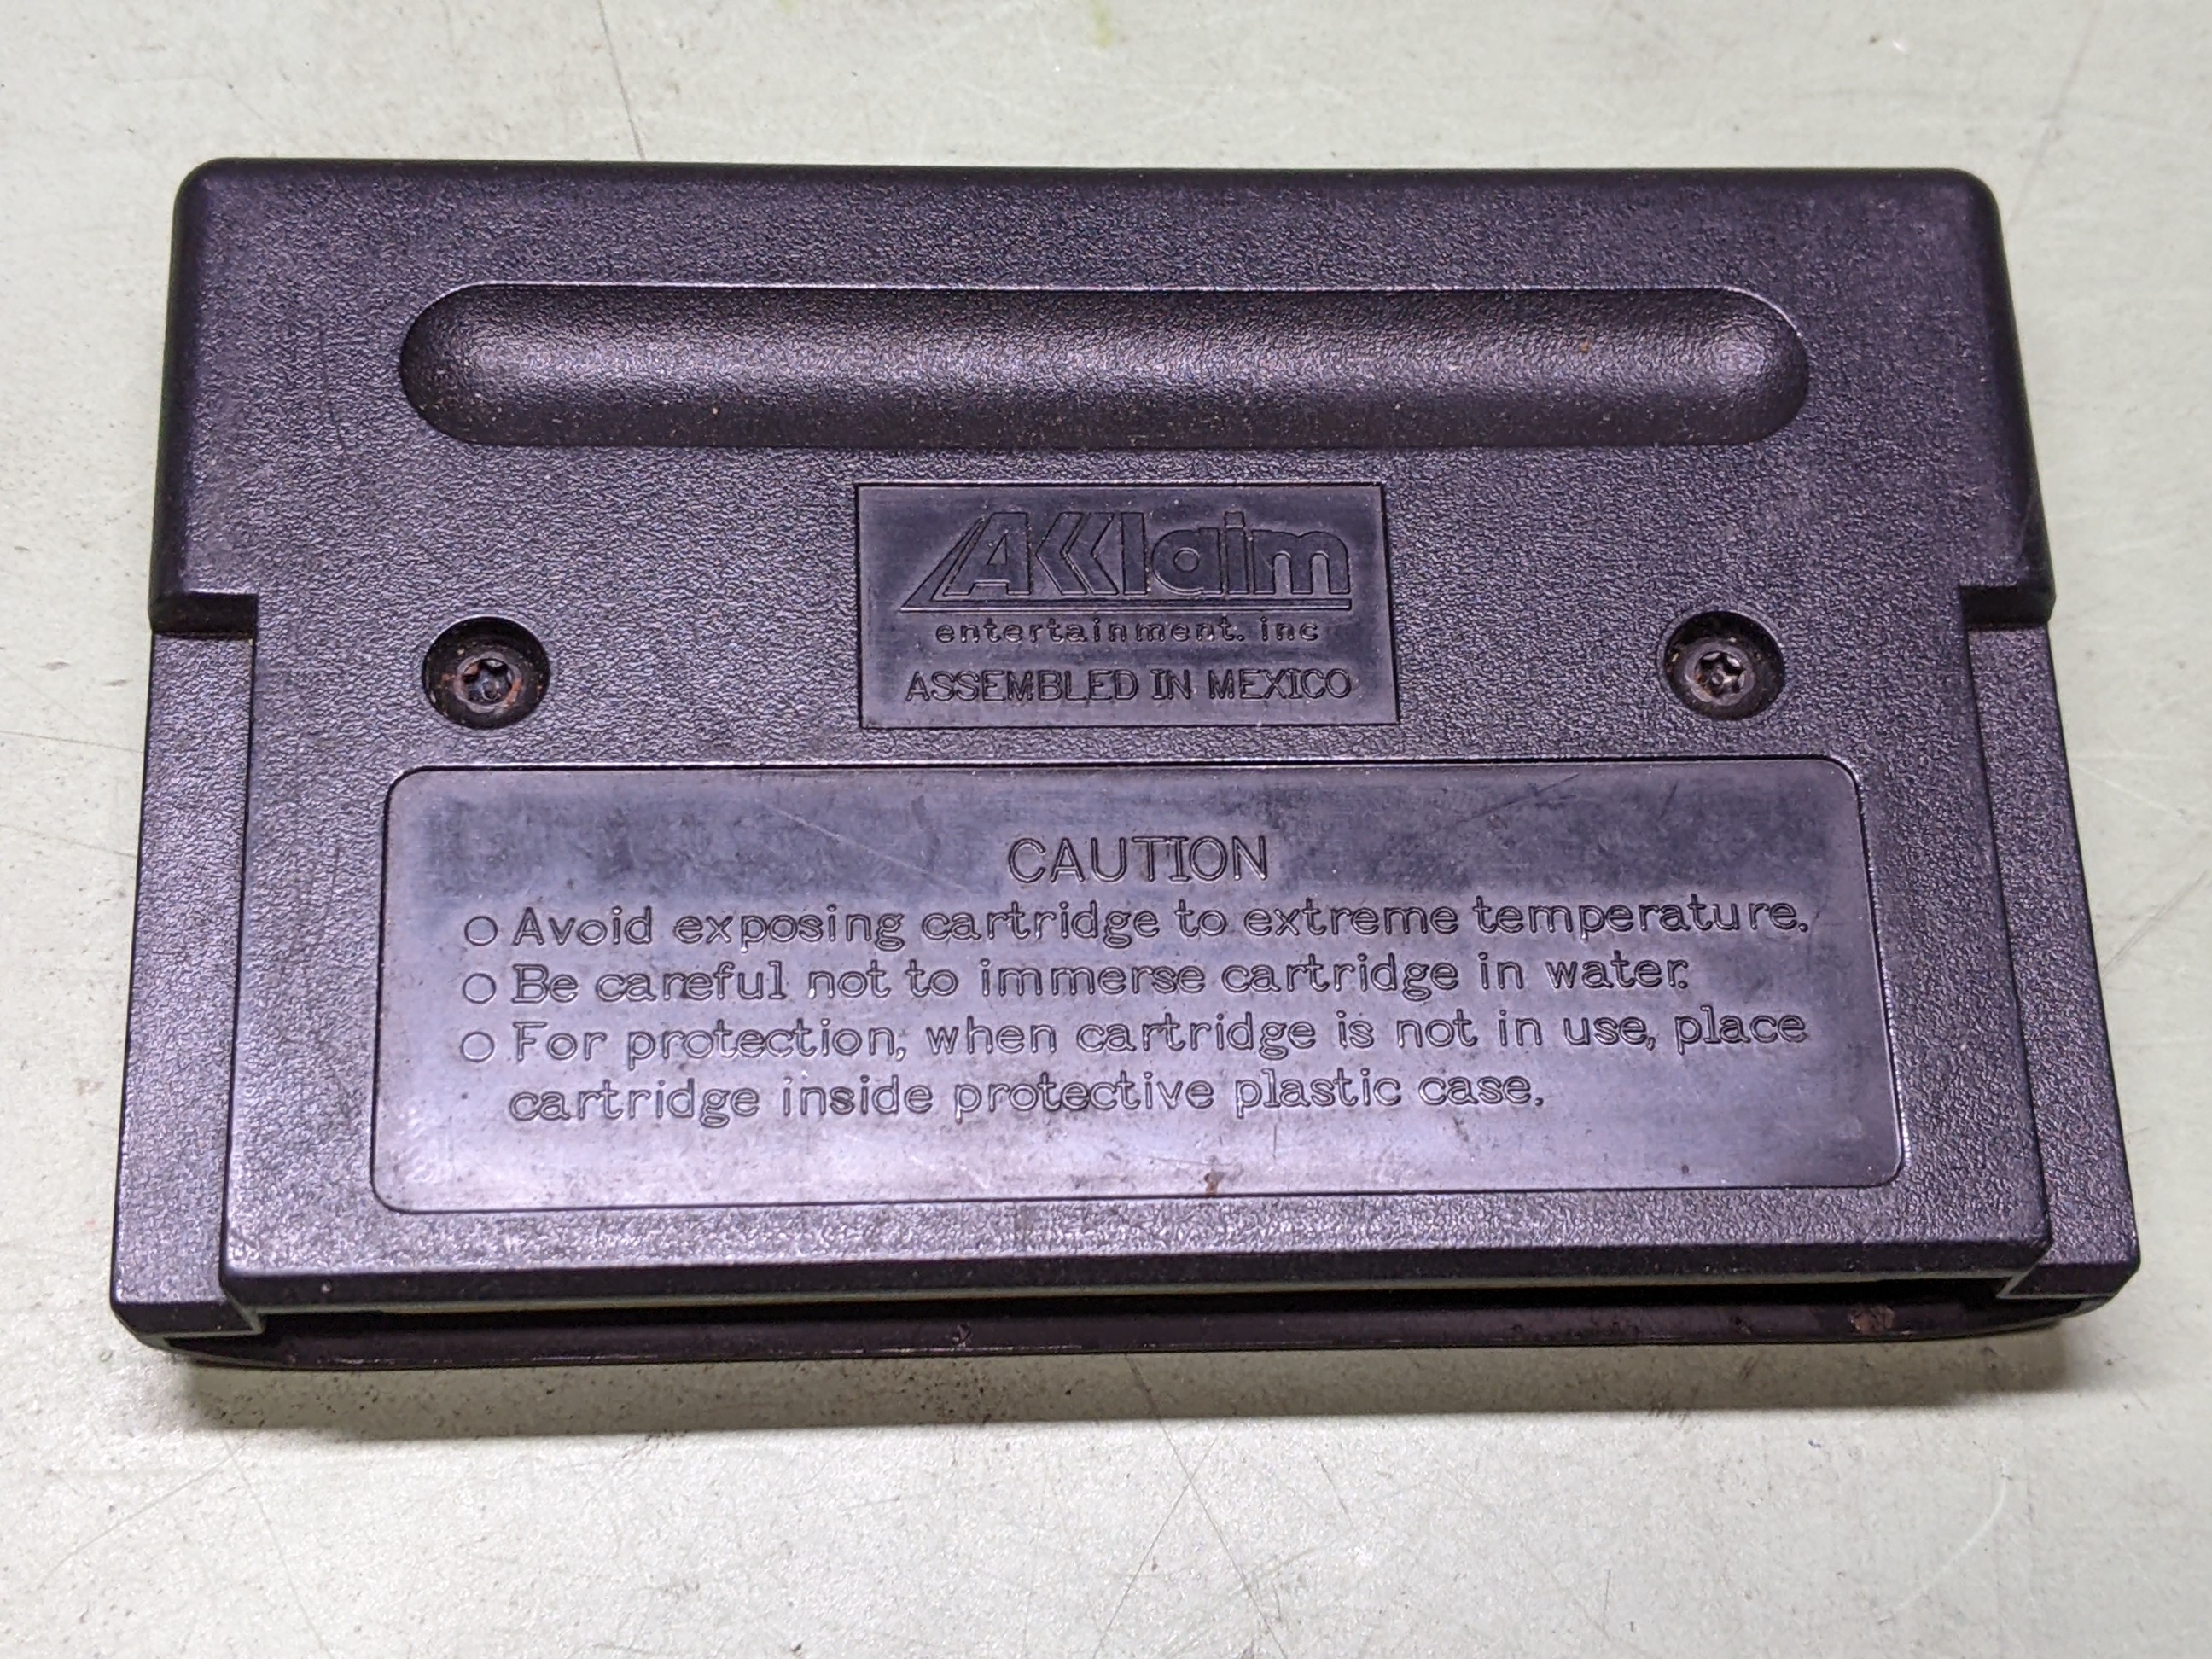 AKKlaim
entertainment. inc
ASSEMBLED IN MEXICO
CAUTION
○ Avoid exposing cartridge to extreme temperature.
○ Be careful not to immerse cartridge in water.
○ For protection, when cartridge is not in use, place
cartridge inside protective plastic case.